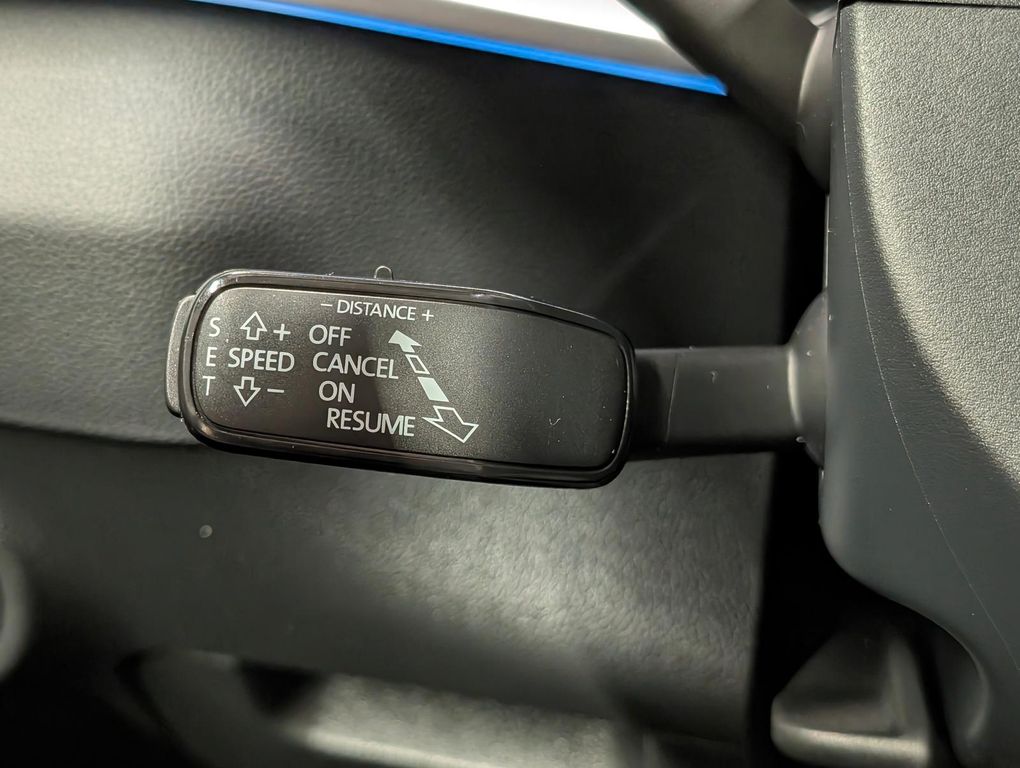 − DISTANCE +
S + OFF
E SPEED CANCEL
T − ON
RESUME